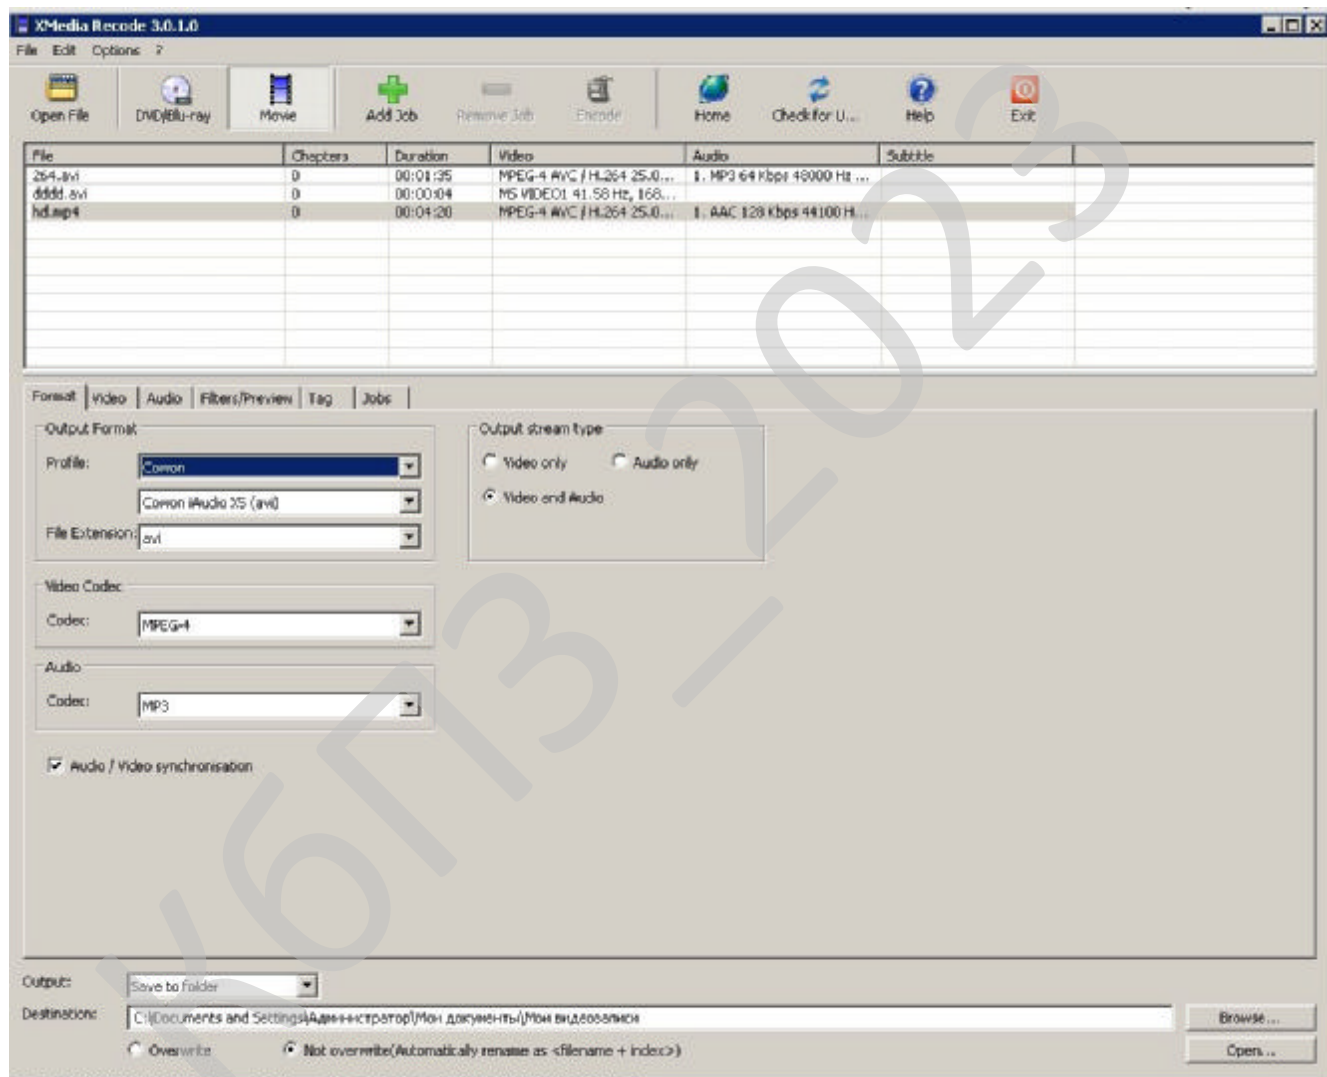 XMedia Recode 3.0.1.0
File Edit Options ?
Open File DVD/Blu-ray Movie Add Job Remove Job Encode Home Check for U... Help Exit
File Chapters Duration Video Audio Subtitle
264.avi 0 00:01:35 MPEG-4 AVC / H.264 25.0... 1. MP3 64 Kbps 48000 Hz ...
dddd.avi 0 00:00:04 MS VIDEO1 41.58 Hz, 168...
hd.mp4 0 00:04:20 MPEG-4 AVC / H.264 25.0... 1. AAC 128 Kbps 44100 H...
Format Video Audio Filters/Preview Tag Jobs
Output Format Output stream type
Profile: Cowon Video only Audio only
Cowon iAudio X5 (avi) Video and Audio
File Extension: avi
Video Codec
Codec: MPEG-4
Audio
Codec: MP3
Audio / Video synchronisation
Output: Save to Folder
Destination: C:\Documents and Settings\Администратор\Мои документы\Мои видеозаписи Browse...
Overwrite Not overwrite(Automatically rename as <filename + index>) Open...
КбПЗ_2023